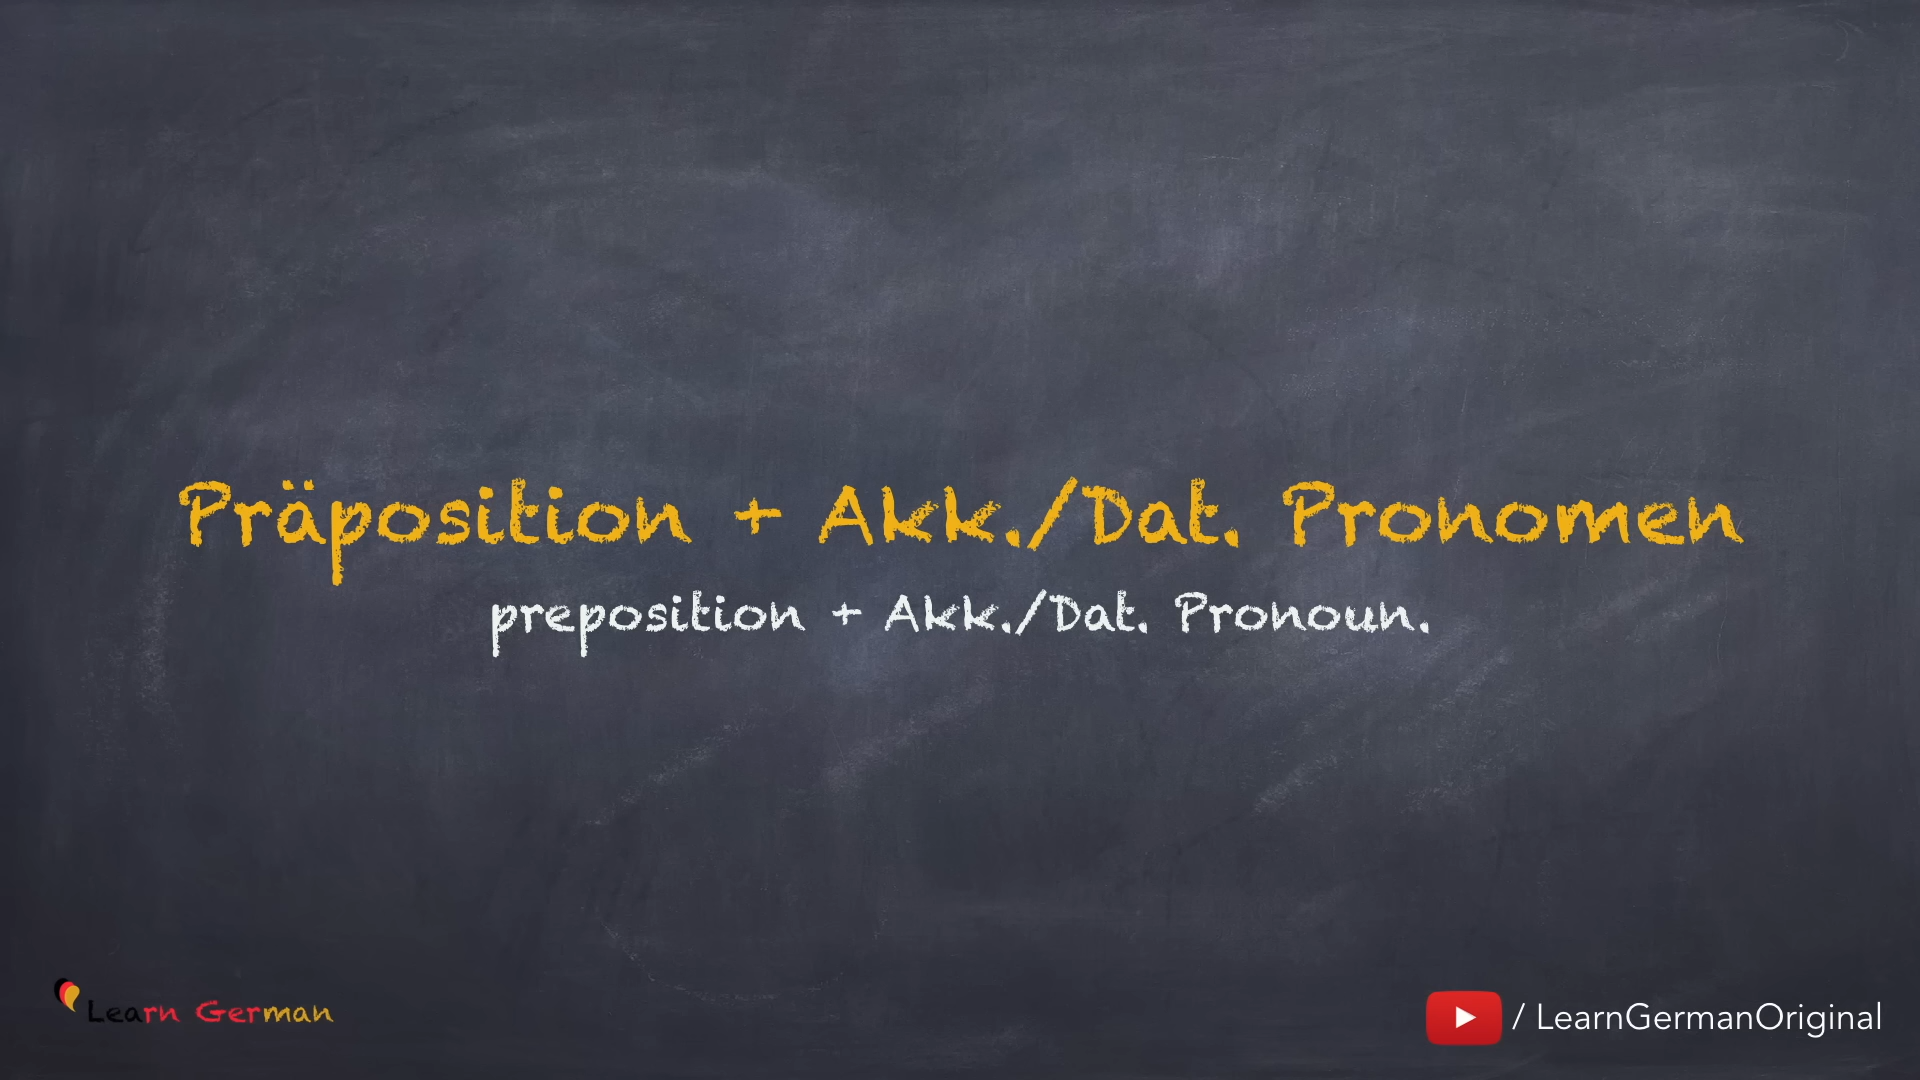 Präposition + Akk./Dat. Pronomen
preposition + Akk./Dat. Pronoun.
Learn German
/ LearnGermanOriginal